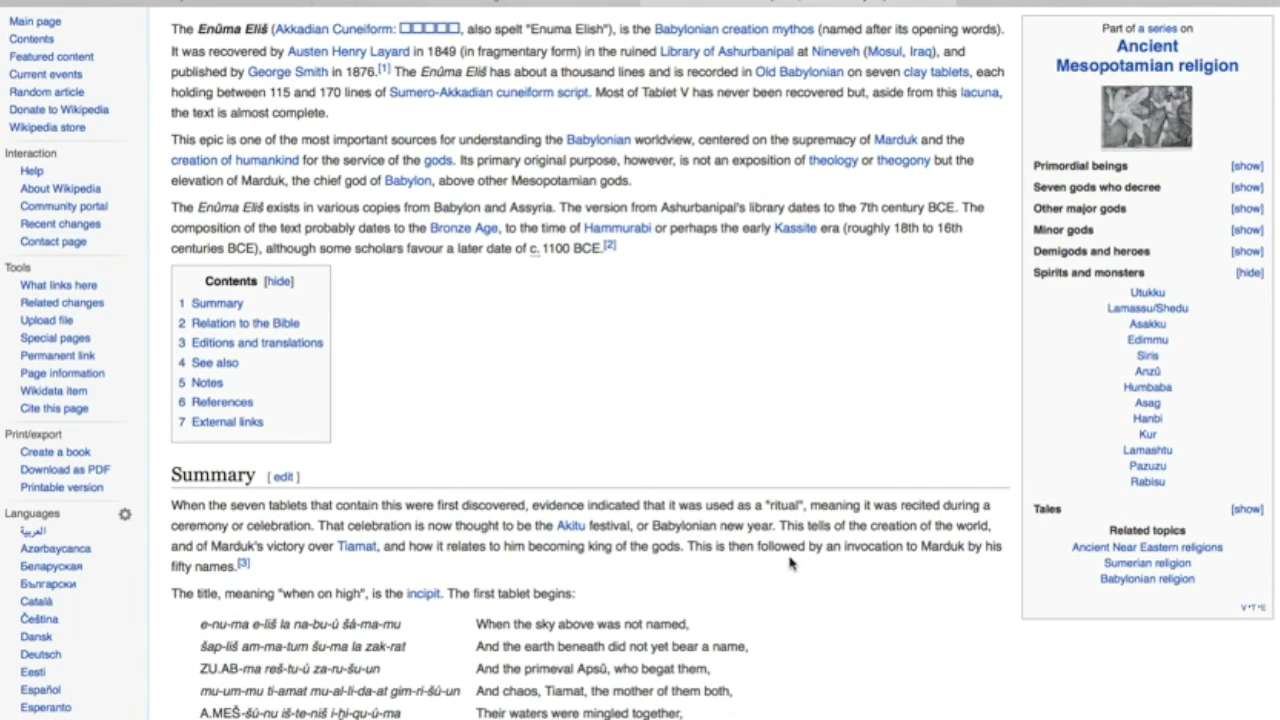 Main page
Contents
Featured content
Current events
Random article
Donate to Wikipedia
Wikipedia store
Interaction
Help
About Wikipedia
Community portal
Recent changes
Contact page
Tools
What links here
Related changes
Upload file
Special pages
Permanent link
Page information
Wikidata item
Cite this page
Print/export
Create a book
Download as PDF
Printable version
Languages
العربية
Azərbaycanca
Беларуская
Български
Català
Čeština
Dansk
Deutsch
Eesti
Español
Esperanto
The Enûma Eliš (Akkadian Cuneiform: , also spelt "Enuma Elish"), is the Babylonian creation mythos (named after its opening words).
It was recovered by Austen Henry Layard in 1849 (in fragmentary form) in the ruined Library of Ashurbanipal at Nineveh (Mosul, Iraq), and
published by George Smith in 1876.[1] The Enûma Eliš has about a thousand lines and is recorded in Old Babylonian on seven clay tablets, each
holding between 115 and 170 lines of Sumero-Akkadian cuneiform script. Most of Tablet V has never been recovered but, aside from this lacuna,
the text is almost complete.
This epic is one of the most important sources for understanding the Babylonian worldview, centered on the supremacy of Marduk and the
creation of humankind for the service of the gods. Its primary original purpose, however, is not an exposition of theology or theogony but the
elevation of Marduk, the chief god of Babylon, above other Mesopotamian gods.
The Enûma Eliš exists in various copies from Babylon and Assyria. The version from Ashurbanipal's library dates to the 7th century BCE. The
composition of the text probably dates to the Bronze Age, to the time of Hammurabi or perhaps the early Kassite era (roughly 18th to 16th
centuries BCE), although some scholars favour a later date of c. 1100 BCE.[2]
Contents [hide]
1 Summary
2 Relation to the Bible
3 Editions and translations
4 See also
5 Notes
6 References
7 External links
Summary [ edit ]
When the seven tablets that contain this were first discovered, evidence indicated that it was used as a "ritual", meaning it was recited during a
ceremony or celebration. That celebration is now thought to be the Akitu festival, or Babylonian new year. This tells of the creation of the world,
and of Marduk's victory over Tiamat, and how it relates to him becoming king of the gods. This is then followed by an invocation to Marduk by his
fifty names.[3]
The title, meaning "when on high", is the incipit. The first tablet begins:
e-nu-ma e-liš la na-bu-ú šá-ma-mu When the sky above was not named,
šap-liš am-ma-tum šu-ma la zak-rat And the earth beneath did not yet bear a name,
ZU.AB-ma reš-tu-ú za-ru-šu-un And the primeval Apsû, who begat them,
mu-um-mu ti-amat mu-al-li-da-at gim-ri-šú-un And chaos, Tiamat, the mother of them both,
A.MEŠ-šú-nu iš-te-niš i-ḫi-qu-ú-ma Their waters were mingled together,
Part of a series on
Ancient
Mesopotamian religion
Primordial beings [show]
Seven gods who decree [show]
Other major gods [show]
Minor gods [show]
Demigods and heroes [show]
Spirits and monsters [hide]
Utukku
Lamassu/Shedu
Asakku
Edimmu
Siris
Anzû
Humbaba
Asag
Hanbi
Kur
Lamashtu
Pazuzu
Rabisu
Tales [show]
Related topics
Ancient Near Eastern religions
Sumerian religion
Babylonian religion
V • T • E